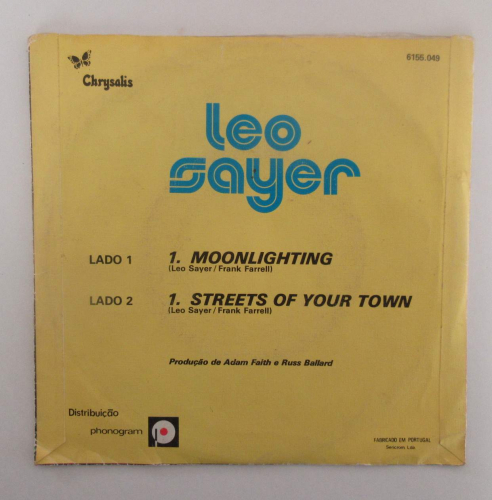 Chrysalis
6155.049
leo
sayer
LADO 1
1. MOONLIGHTING
(Leo Sayer/Frank Farrell)
LADO 2
1. STREETS OF YOUR TOWN
(Leo Sayer/Frank Farrell)
Produção de Adam Faith e Russ Ballard
Distribuição
phonogram
FABRICADO EM PORTUGAL